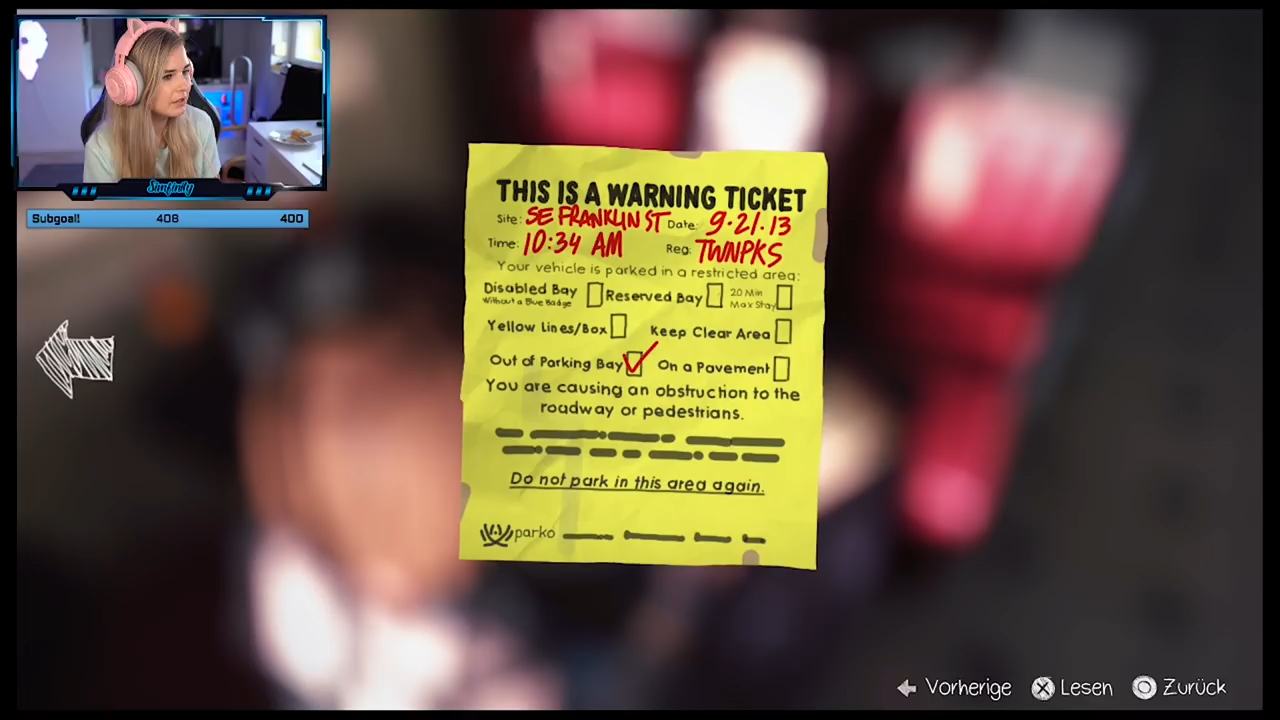 Sinfinity
Subgoal! 406 400
THIS IS A WARNING TICKET
Site: SE FRANKLIN ST Date: 9.21.13
Time: 10:34 AM Reg: TWNPKS
Your vehicle is parked in a restricted area:
Disabled Bay Reserved Bay 20 Min
Without a Blue Badge Max Stay
Yellow Lines/Box Keep Clear Area
Out of Parking Bay On a Pavement
You are causing an obstruction to the
roadway or pedestrians.
Do not park in this area again.
parko
Vorherige Lesen Zurück